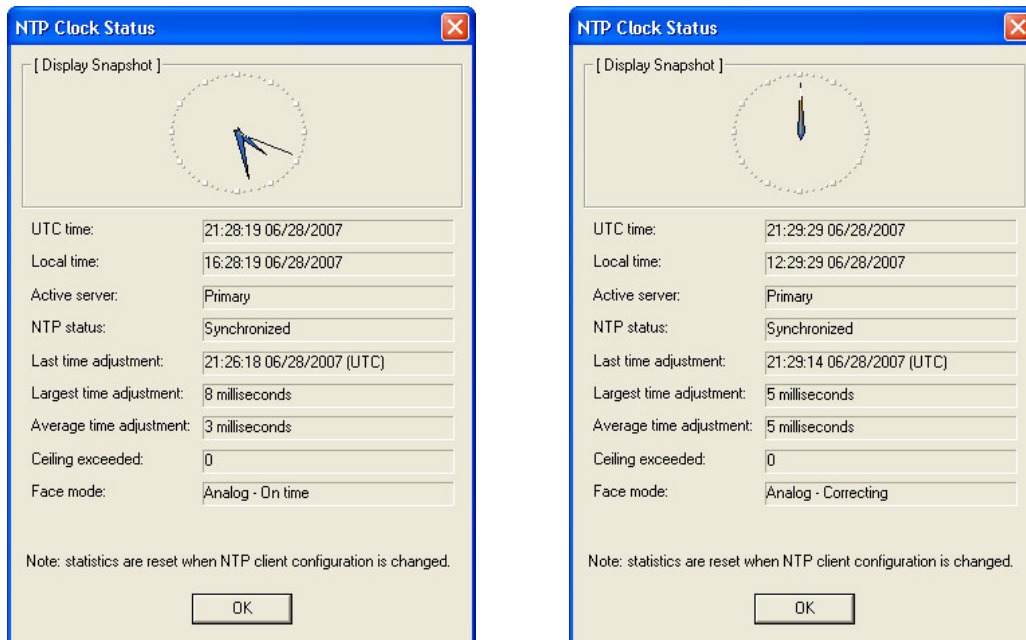 NTP Clock Status
[ Display Snapshot ]
UTC time: 21:28:19 06/28/2007
Local time: 16:28:19 06/28/2007
Active server: Primary
NTP status: Synchronized
Last time adjustment: 21:26:18 06/28/2007 (UTC)
Largest time adjustment: 8 milliseconds
Average time adjustment: 3 milliseconds
Ceiling exceeded: 0
Face mode: Analog - On time
Note: statistics are reset when NTP client configuration is changed.
OK
NTP Clock Status
[ Display Snapshot ]
UTC time: 21:29:29 06/28/2007
Local time: 12:29:29 06/28/2007
Active server: Primary
NTP status: Synchronized
Last time adjustment: 21:29:14 06/28/2007 (UTC)
Largest time adjustment: 5 milliseconds
Average time adjustment: 5 milliseconds
Ceiling exceeded: 0
Face mode: Analog - Correcting
Note: statistics are reset when NTP client configuration is changed.
OK